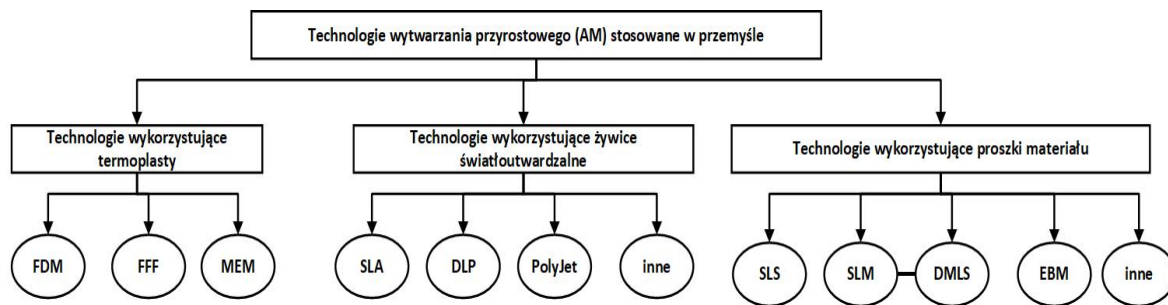 Technologie wytwarzania przyrostowego (AM) stosowane w przemyśle
Technologie wykorzystujące
termoplasty
Technologie wykorzystujące żywice
światłoutwardzalne
Technologie wykorzystujące proszki materiału
FDM
FFF
MEM
SLA
DLP
PolyJet
inne
SLS
SLM
DMLS
EBM
inne